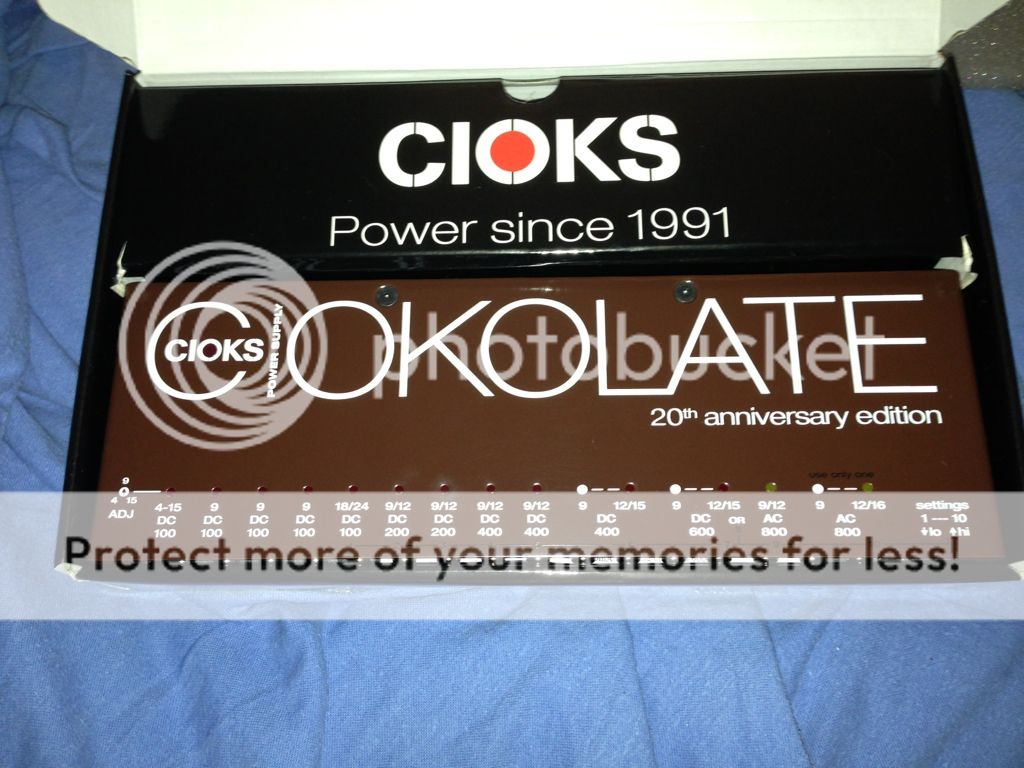 CIOKS
Power since 1991
COKOLATE
CIOKS
POWER SUPPLY
photobucket
20th anniversary edition
use only one
9
4 15
ADJ
4-15 9 9 9 18/24 9/12 9/12 9/12 9/12 9 12/15 9 12/15 9/12 9 12/16 settings
DC DC DC DC DC DC DC DC DC DC DC OR AC AC 1 --- 10
100 100 100 100 100 200 200 400 400 400 600 800 800 lo hi
Protect more of your memories for less!